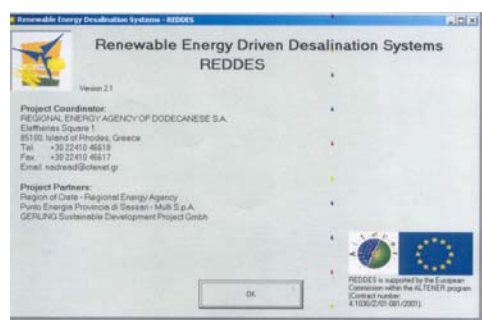 Renewable Energy Desalination Systems - REDDES
Renewable Energy Driven Desalination Systems
REDDES
Version 2.1
Project Coordinator:
REGIONAL ENERGY AGENCY OF DODECANESE S.A.
Eleftherias Square 1
85100, Island of Rhodes, Greece
Tel. +30 22410 46618
Fax. +30 22410 46617
Email.
Project Partners:
Region of Crete - Regional Energy Agency
Punto Energia Provincia di Sassari - Multi S.p.A.
GERLING Sustainable Development Project Gmbh
Altener
REDDES is supported by the European
Commission within the ALTENER program
(Contract number:
4.1030/Z/01-081/2001).
OK